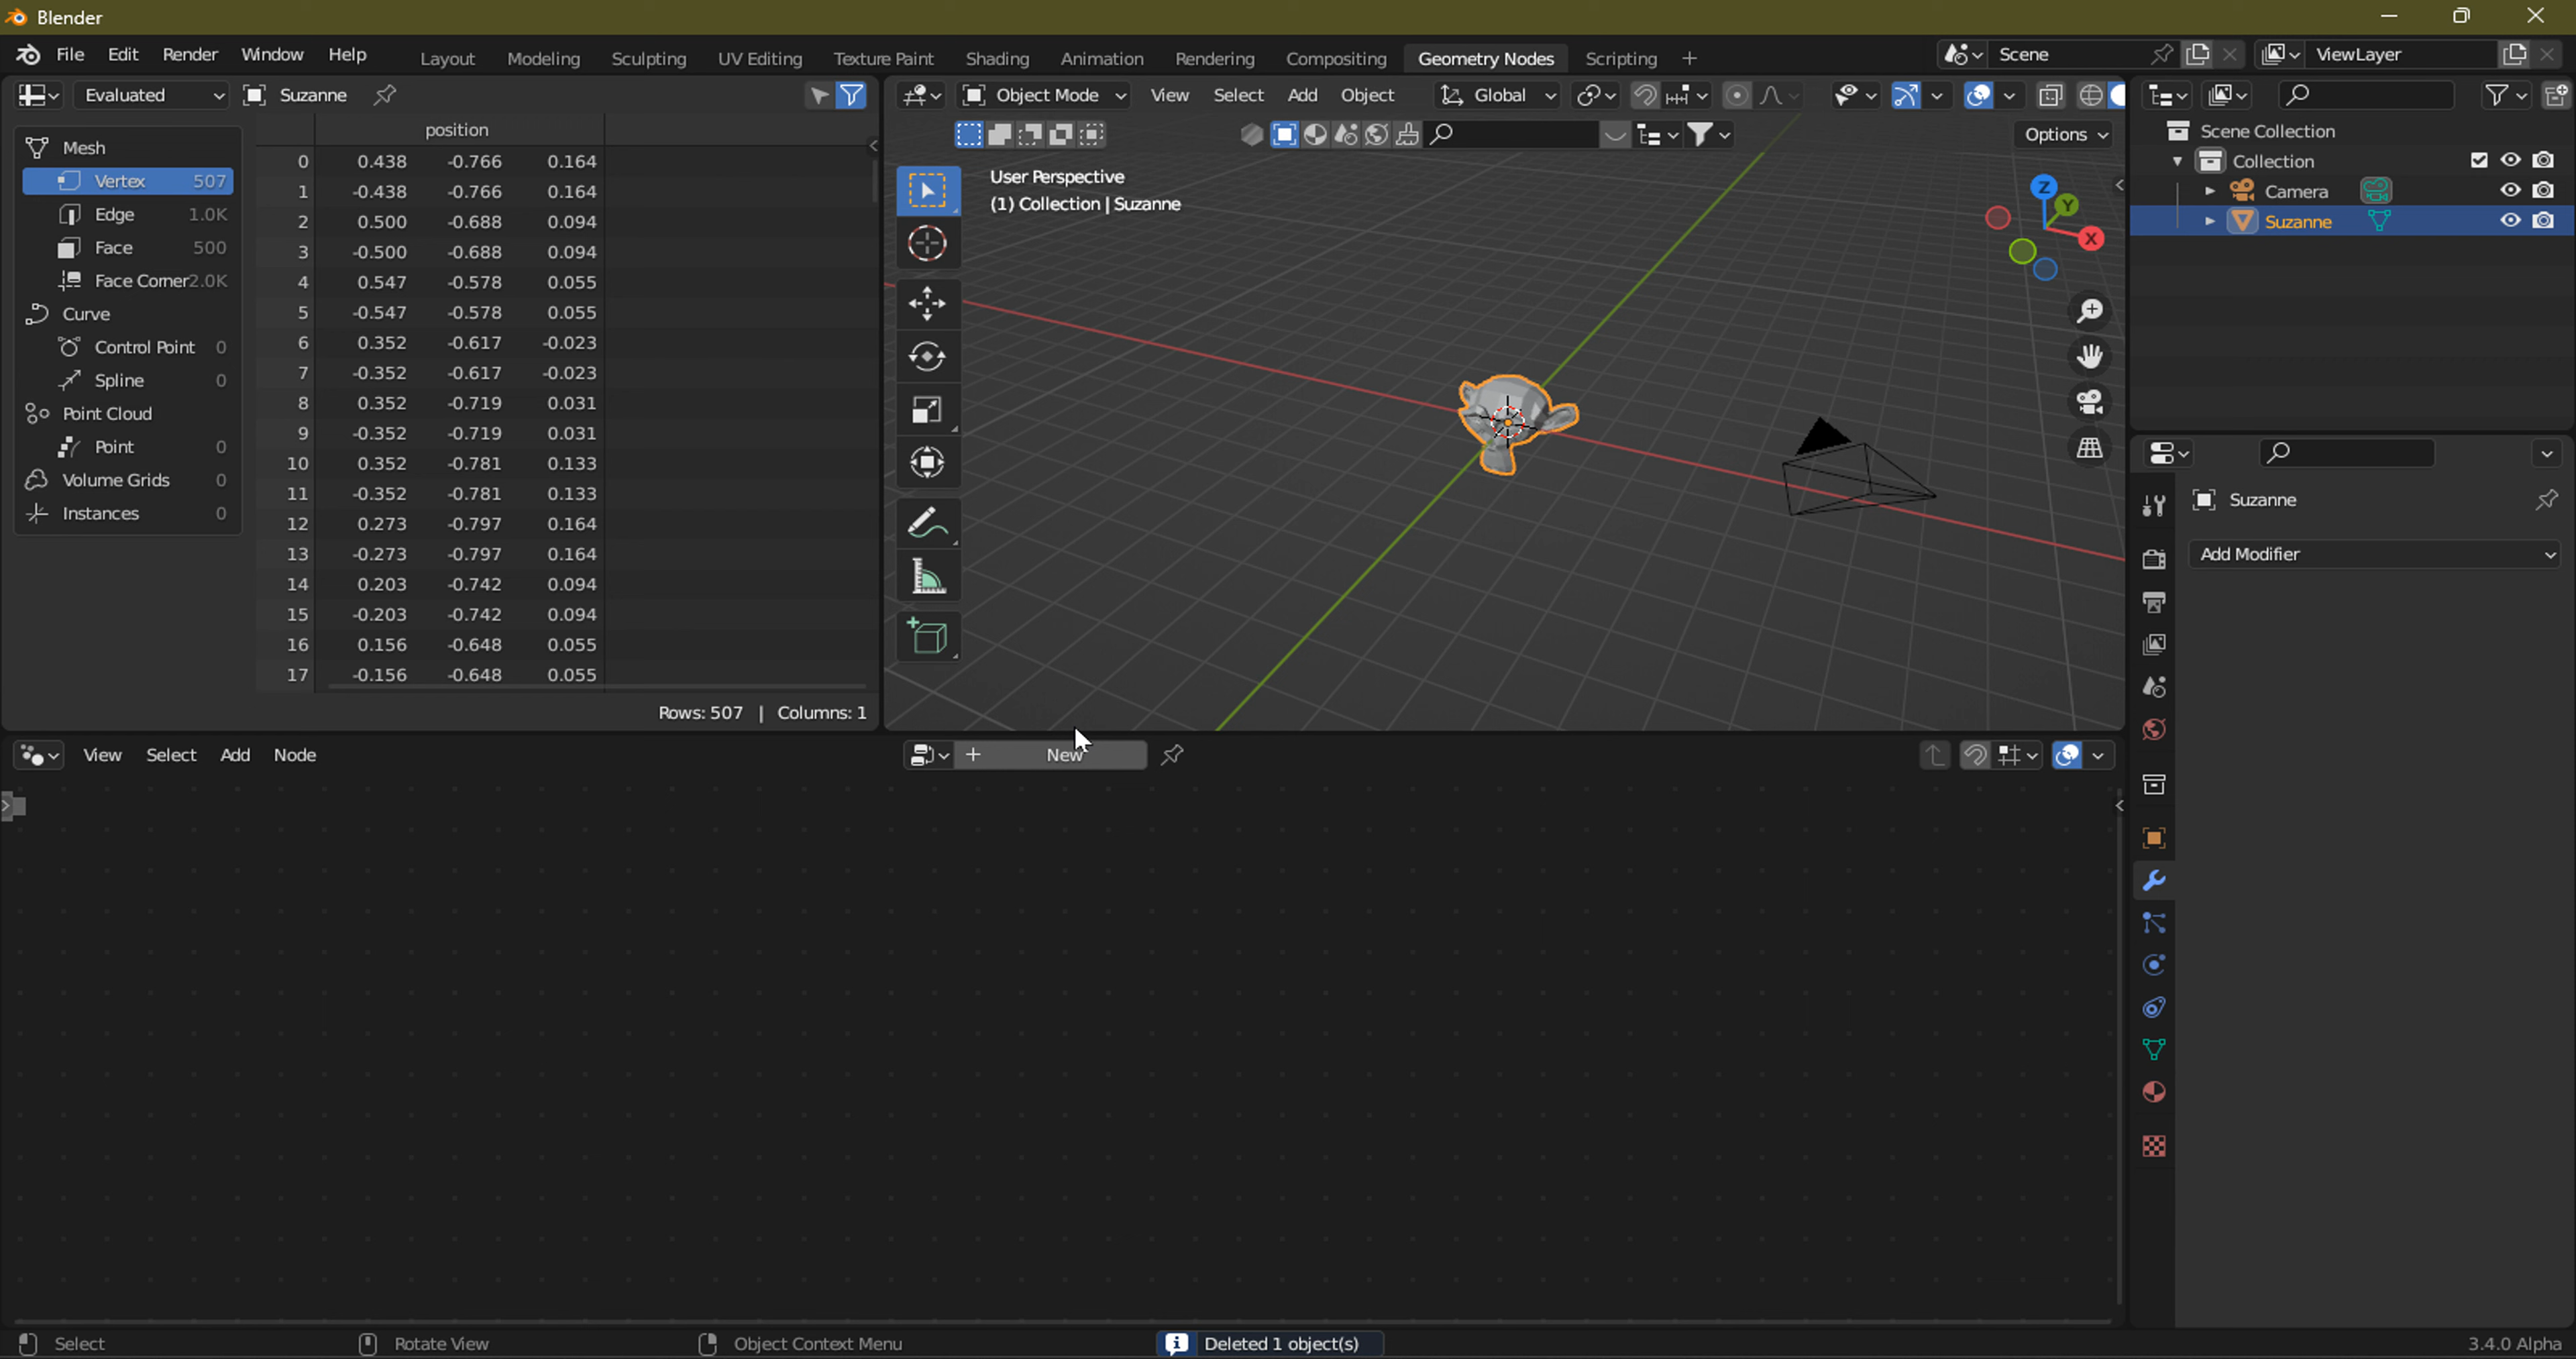 Blender
File Edit Render Window Help Layout Modeling Sculpting UV Editing Texture Paint Shading Animation Rendering Compositing Geometry Nodes Scripting + Scene ViewLayer
Evaluated Suzanne
Mesh
Vertex 507
Edge 1.0K
Face 500
Face Corner 2.0K
Curve
Control Point 0
Spline 0
Point Cloud
Point 0
Volume Grids 0
Instances 0
position
0 0.438 -0.766 0.164
1 -0.438 -0.766 0.164
2 0.500 -0.688 0.094
3 -0.500 -0.688 0.094
4 0.547 -0.578 0.055
5 -0.547 -0.578 0.055
6 0.352 -0.617 -0.023
7 -0.352 -0.617 -0.023
8 0.352 -0.719 0.031
9 -0.352 -0.719 0.031
10 0.352 -0.781 0.133
11 -0.352 -0.781 0.133
12 0.273 -0.797 0.164
13 -0.273 -0.797 0.164
14 0.203 -0.742 0.094
15 -0.203 -0.742 0.094
16 0.156 -0.648 0.055
17 -0.156 -0.648 0.055
Rows: 507 | Columns: 1
Object Mode View Select Add Object Global
Options
User Perspective
(1) Collection | Suzanne
Z
Y
X
Scene Collection
Collection
Camera
Suzanne
Suzanne
Add Modifier
View Select Add Node + New
Select Rotate View Object Context Menu Deleted 1 object(s) 3.4.0 Alpha